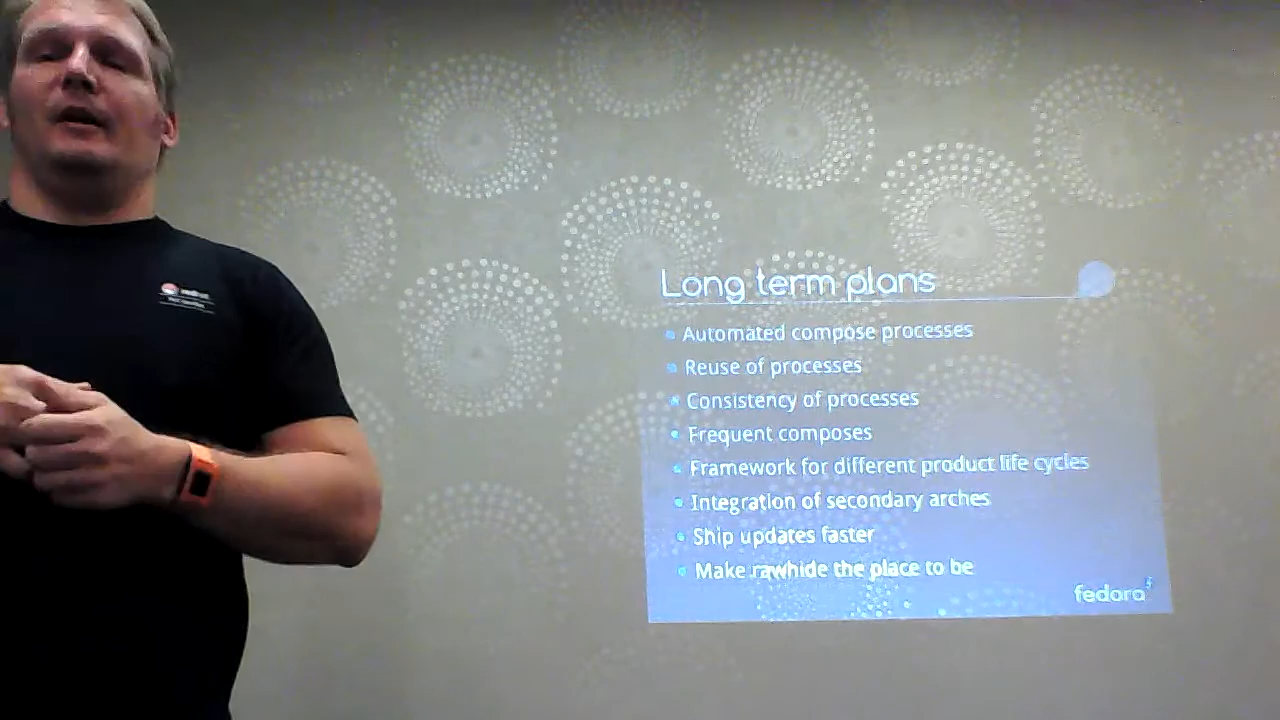 Long term plans
Automated compose processes
Reuse of processes
Consistency of processes
Frequent composes
Framework for different product life cycles
Integration of secondary arches
Ship updates faster
Make rawhide the place to be
fedora